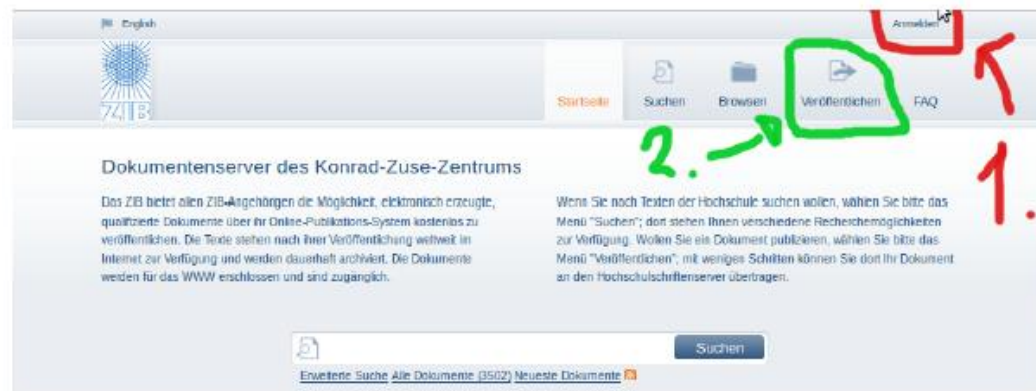 English
Anmelden
ZIB
Startseite
Suchen
Browsen
Veröffentlichen
FAQ
2.
1.
Dokumentenserver des Konrad-Zuse-Zentrums
Das ZIB bietet allen ZIB-Angehörgen die Möglichkeit, elektronisch erzeugte,
qualifizierte Dokumente über ihr Online-Publikations-System kostenlos zu
veröffentlichen. Die Texte stehen nach ihrer Veröffentlichung weltweit im
Internet zur Verfügung und werden dauerhaft archiviert. Die Dokumente
werden für das WWW erschlossen und sind zugänglich.
Wenn Sie nach Texten der Hochschule suchen wollen, wählen Sie bitte das
Menü "Suchen"; dort stehen Ihnen verschiedene Recherchemöglichkeiten
zur Verfügung. Wollen Sie ein Dokument publizieren, wählen Sie bitte das
Menü "Veröffentlichen"; mit wenigen Schritten können Sie dort Ihr Dokument
an den Hochschulschriftenserver übertragen.
Suchen
Erweiterte Suche Alle Dokumente (3502) Neueste Dokumente